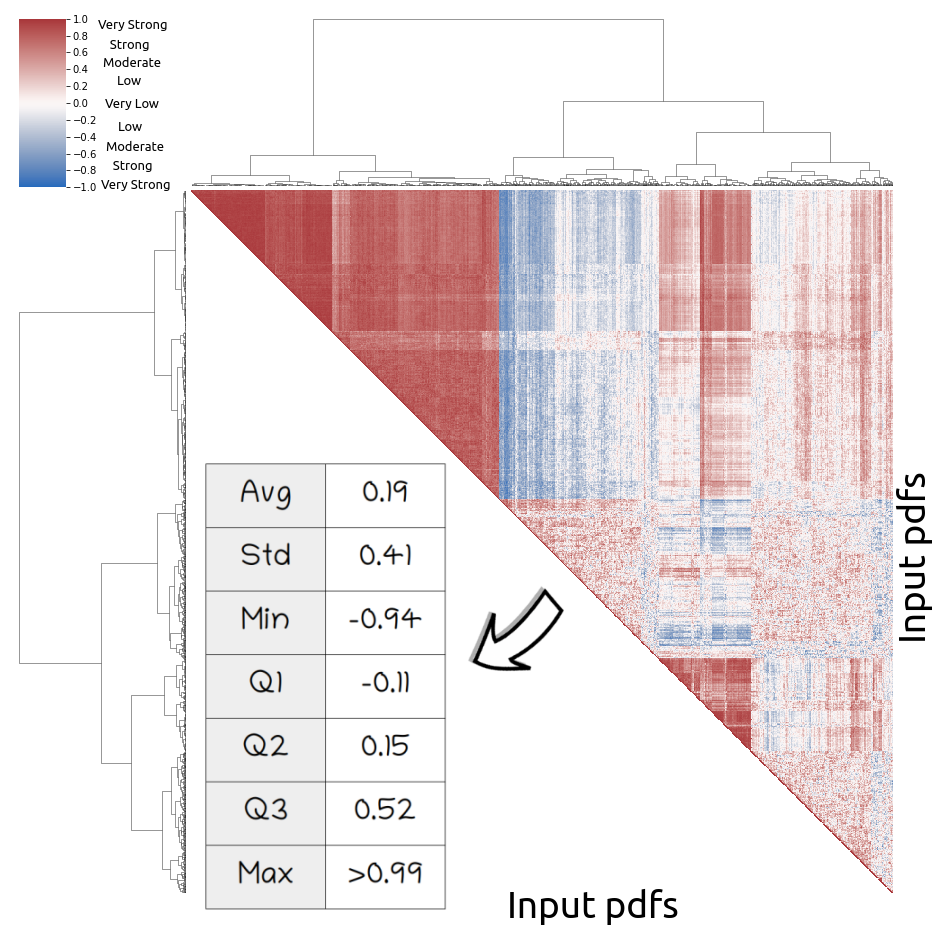 1.0 Very Strong
0.8 Strong
0.6 Moderate
0.4 Low
0.2
0.0 Very Low
−0.2 Low
−0.4 Moderate
−0.6 Strong
−0.8
−1.0 Very Strong
Avg 0.19
Std 0.41
Min -0.94
Q1 -0.11
Q2 0.15
Q3 0.52
Max >0.99
Input pdfs
Input pdfs